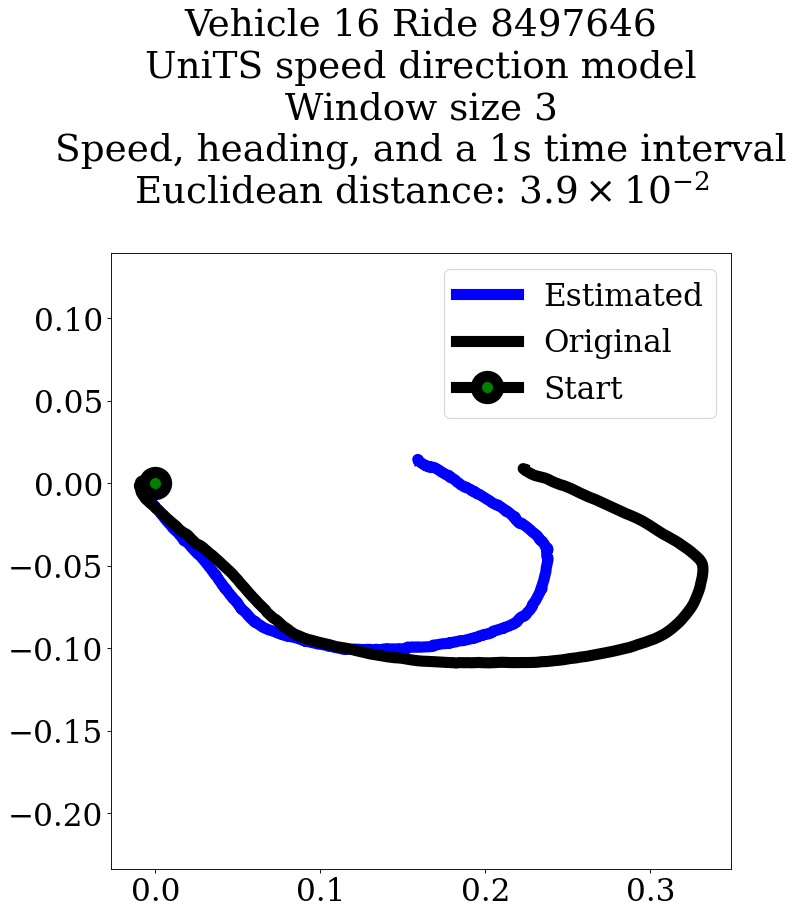 Vehicle 16 Ride 8497646
UniTS speed direction model
Window size 3
Speed, heading, and a 1s time interval
Euclidean distance: 3.9 × 10⁻²
Estimated
Original
Start
0.10
0.05
0.00
−0.05
−0.10
−0.15
−0.20
0.0 0.1 0.2 0.3